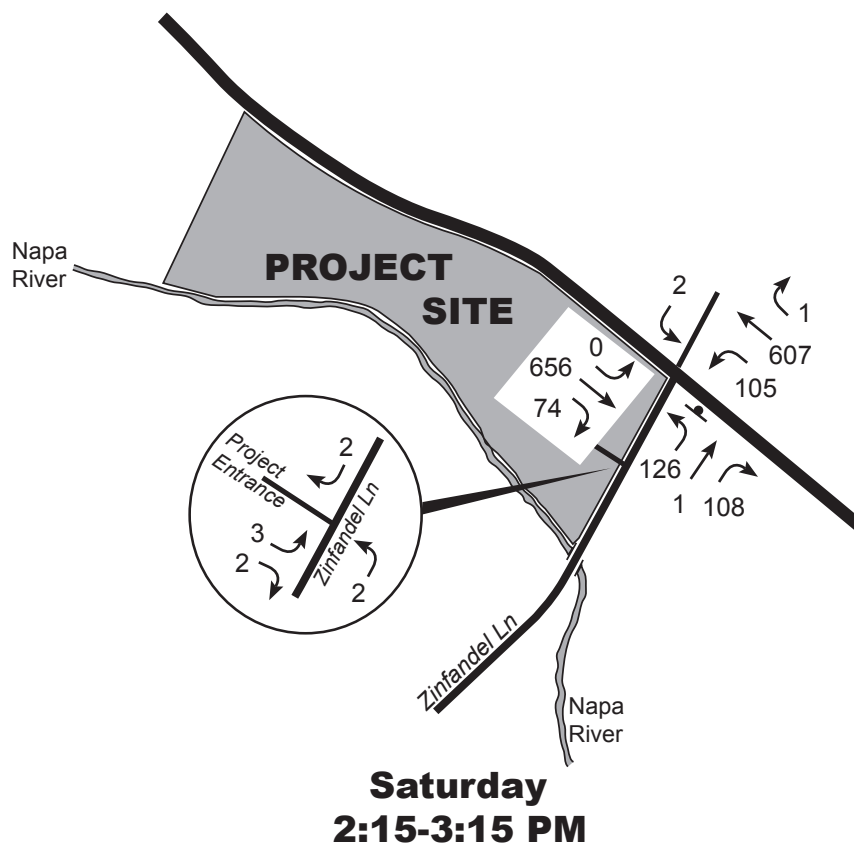 Napa
River
PROJECT
SITE
2
1
607
105
0
656
74
126
1
108
Project
Entrance
2
Zinfandel Ln
3
2
2
Zinfandel Ln
Napa
River
Saturday
2:15-3:15 PM